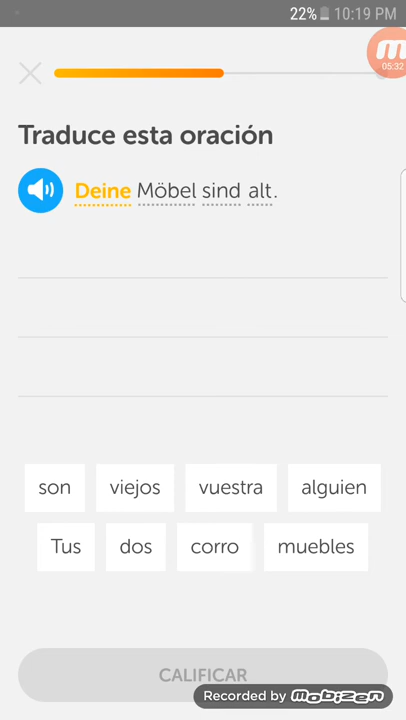 22% 10:19 PM
05:32
Traduce esta oración
Deine Möbel sind alt.
son viejos vuestra alguien
Tus dos corro muebles
CALIFICAR
Recorded by mobizen